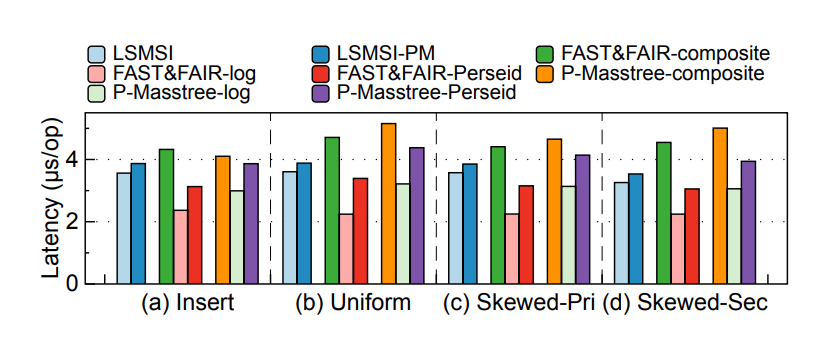 LSMSI LSMSI-PM FAST&FAIR-composite
FAST&FAIR-log FAST&FAIR-Perseid P-Masstree-composite
P-Masstree-log P-Masstree-Perseid
Latency (μs/op)
4
2
0
(a) Insert (b) Uniform (c) Skewed-Pri (d) Skewed-Sec